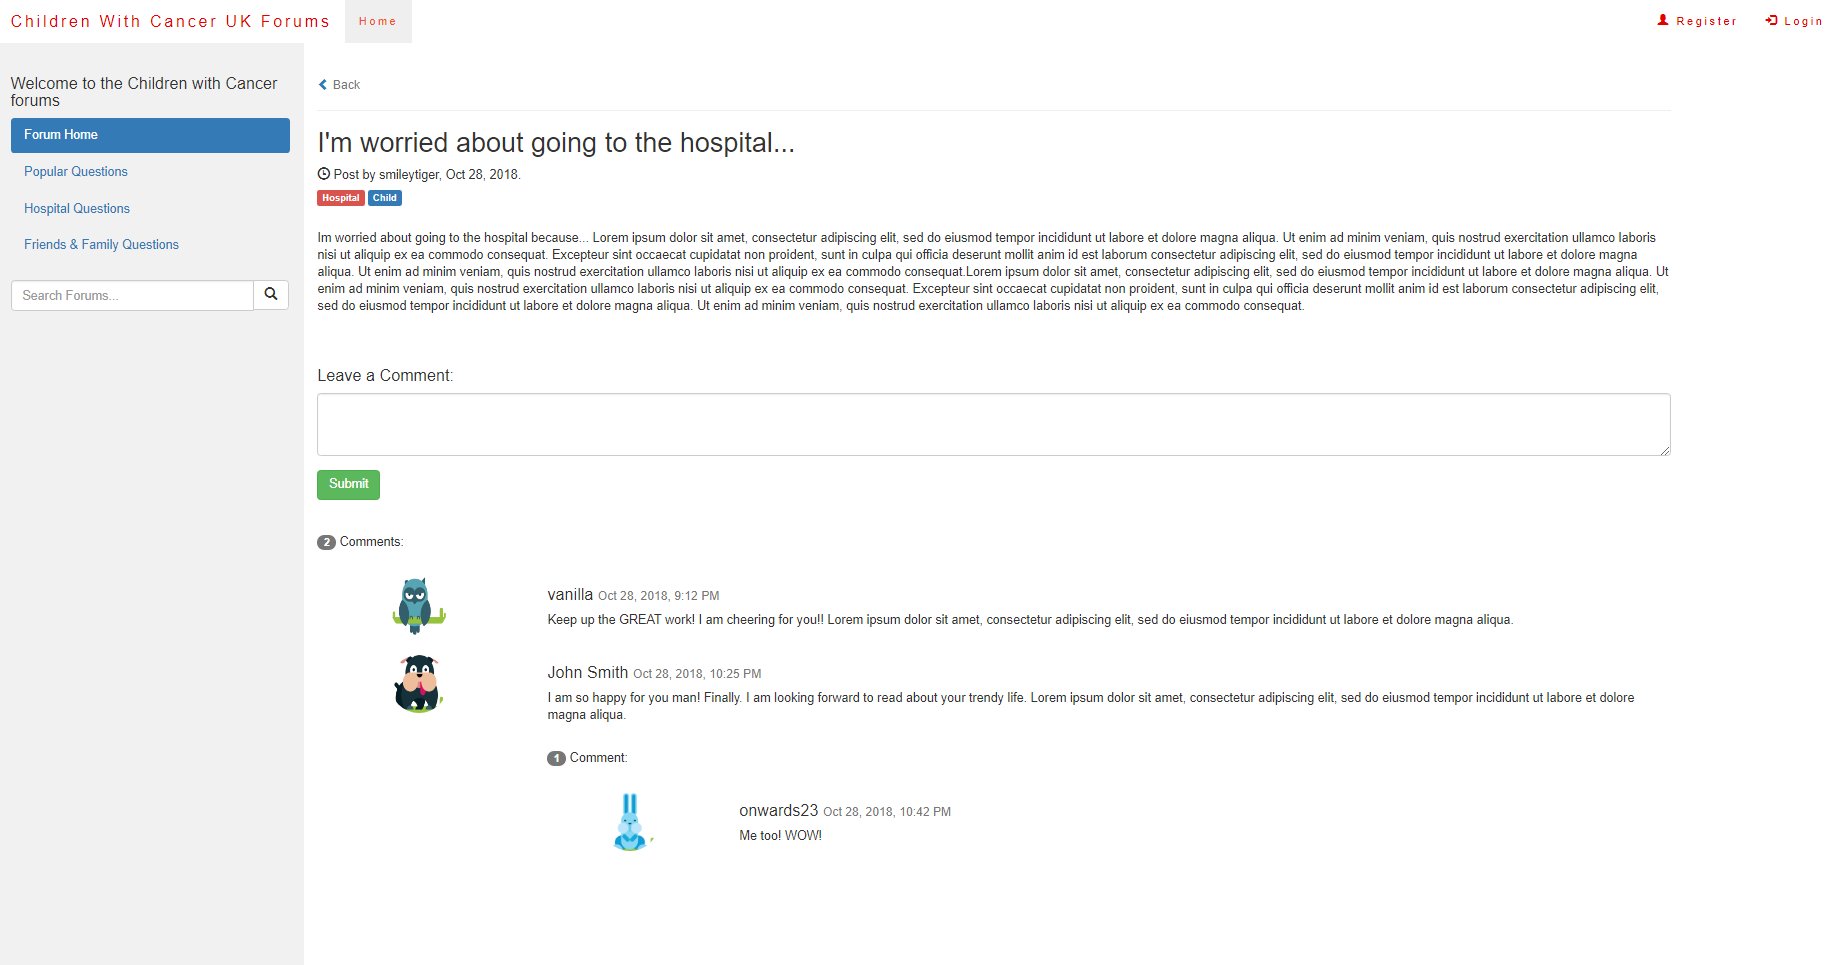 Children With Cancer UK Forums
Home
Register
Login
Welcome to the Children with Cancer
forums
Forum Home
Popular Questions
Hospital Questions
Friends & Family Questions
Search Forums...
Back
I'm worried about going to the hospital...
Post by smileytiger, Oct 28, 2018.
Hospital Child
Im worried about going to the hospital because... Lorem ipsum dolor sit amet, consectetur adipiscing elit, sed do eiusmod tempor incididunt ut labore et dolore magna aliqua. Ut enim ad minim veniam, quis nostrud exercitation ullamco laboris
nisi ut aliquip ex ea commodo consequat. Excepteur sint occaecat cupidatat non proident, sunt in culpa qui officia deserunt mollit anim id est laborum consectetur adipiscing elit, sed do eiusmod tempor incididunt ut labore et dolore magna
aliqua. Ut enim ad minim veniam, quis nostrud exercitation ullamco laboris nisi ut aliquip ex ea commodo consequat.Lorem ipsum dolor sit amet, consectetur adipiscing elit, sed do eiusmod tempor incididunt ut labore et dolore magna aliqua. Ut
enim ad minim veniam, quis nostrud exercitation ullamco laboris nisi ut aliquip ex ea commodo consequat. Excepteur sint occaecat cupidatat non proident, sunt in culpa qui officia deserunt mollit anim id est laborum consectetur adipiscing elit,
sed do eiusmod tempor incididunt ut labore et dolore magna aliqua. Ut enim ad minim veniam, quis nostrud exercitation ullamco laboris nisi ut aliquip ex ea commodo consequat.
Leave a Comment:
Submit
2 Comments:
vanilla Oct 28, 2018, 9:12 PM
Keep up the GREAT work! I am cheering for you!! Lorem ipsum dolor sit amet, consectetur adipiscing elit, sed do eiusmod tempor incididunt ut labore et dolore magna aliqua.
John Smith Oct 28, 2018, 10:25 PM
I am so happy for you man! Finally. I am looking forward to read about your trendy life. Lorem ipsum dolor sit amet, consectetur adipiscing elit, sed do eiusmod tempor incididunt ut labore et dolore
magna aliqua.
1 Comment:
onwards23 Oct 28, 2018, 10:42 PM
Me too! WOW!